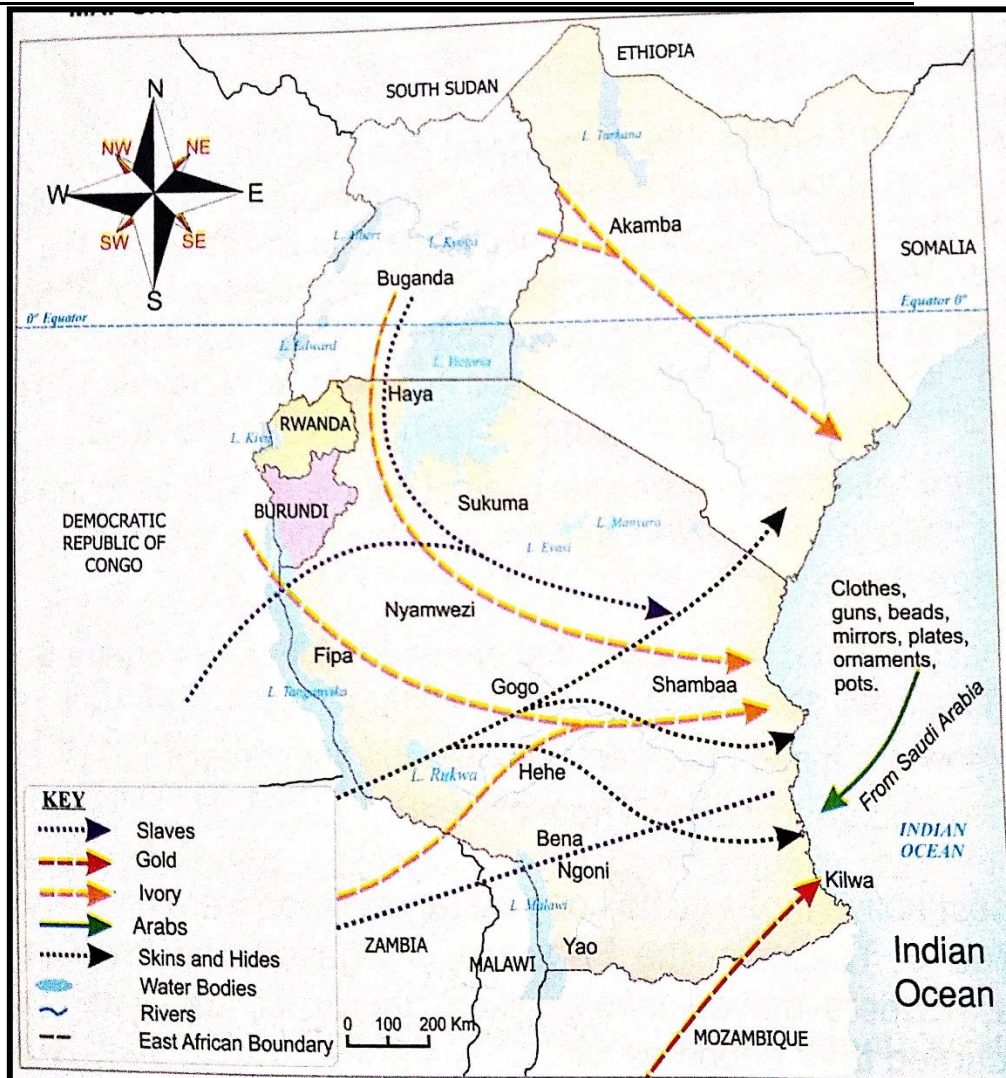 ETHIOPIA
SOUTH SUDAN
L. Turkana
N
NW
NE
W
E
SW
SE
S
Akamba
SOMALIA
L. Albert
L. Kyoga
Buganda
0° Equator
Equator 0°
L. Edward
L. Victoria
Haya
RWANDA
L. Kivu
BURUNDI
Sukuma
L. Manyara
DEMOCRATIC
REPUBLIC OF
CONGO
L. Eyasi
Nyamwezi
Clothes,
guns, beads,
mirrors, plates,
ornaments,
pots.
Fipa
L. Tanganyika
Gogo
Shambaa
From Saudi Arabia
L. Rukwa
Hehe
Bena
Ngoni
INDIAN
OCEAN
Kilwa
L. Malawi
ZAMBIA
MALAWI
Yao
Indian
Ocean
MOZAMBIQUE
KEY
Slaves
Gold
Ivory
Arabs
Skins and Hides
Water Bodies
Rivers
East African Boundary
0 100 200 Km